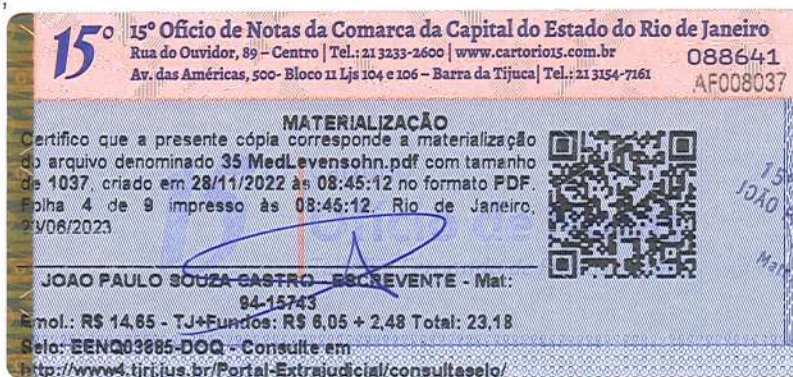 15º 15º Ofício de Notas da Comarca da Capital do Estado do Rio de Janeiro
Rua do Ouvidor, 89 – Centro | Tel.: 21 3233-2600 | www.cartorio15.com.br
Av. das Américas, 500- Bloco 11 Ljs 104 e 106 – Barra da Tijuca | Tel.: 21 3154-7161
088641
AF008037
MATERIALIZAÇÃO
Certifico que a presente cópia corresponde a materialização
do arquivo denominado 35 MedLevensohn.pdf com tamanho
de 1037, criado em 28/11/2022 às 08:45:12 no formato PDF.
Folha 4 de 9 impresso às 08:45:12. Rio de Janeiro,
/06/2023
JOAO PAULO SOUZA CASTRO - ESCREVENTE - Mat:
94-15743
Emol.: R$ 14,65 - TJ+Fundos: R$ 6,05 + 2,48 Total: 23,18
Selo: EENQ03685-DOQ - Consulte em
http://www4.tjrj.jus.br/Portal-Extrajudicial/consultaselo/
Ofício de
15
JOÃO